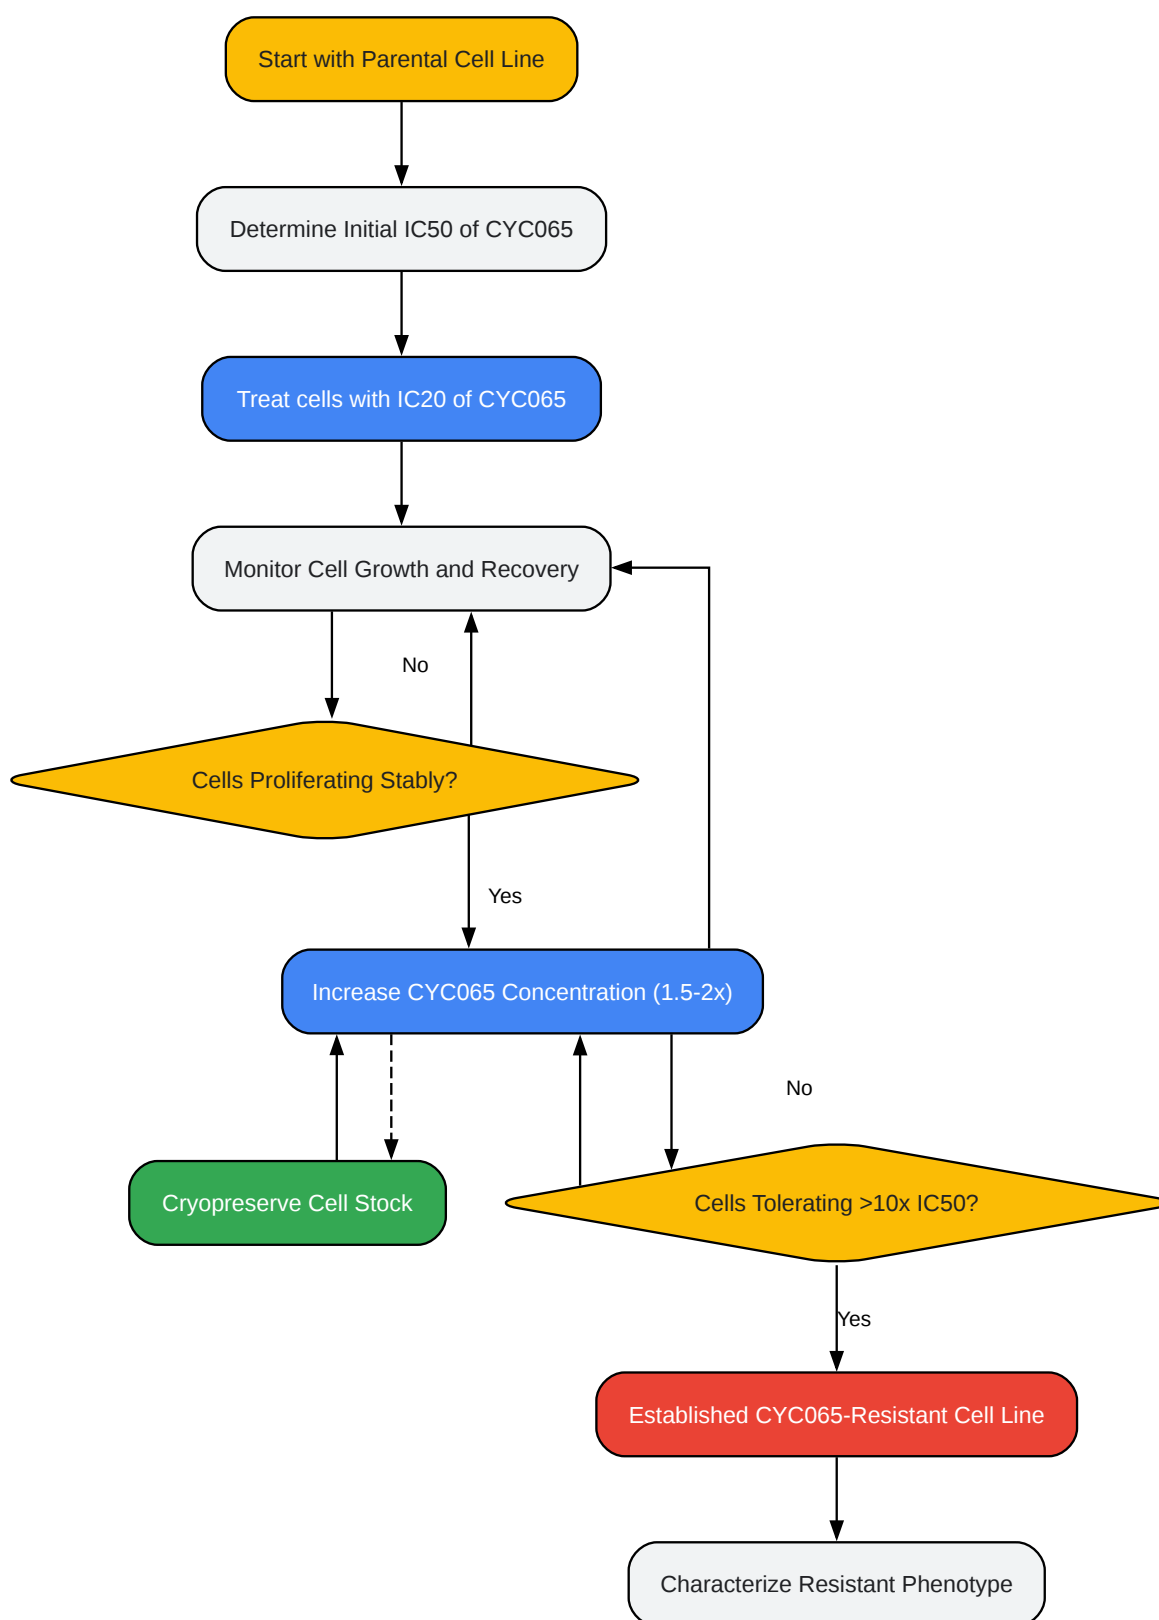 Start with Parental Cell Line
Determine Initial IC50 of CYC065
Treat cells with IC20 of CYC065
Monitor Cell Growth and Recovery
No
Cells Proliferating Stably?
Yes
Increase CYC065 Concentration (1.5-2x)
No
Cryopreserve Cell Stock
Cells Tolerating >10x IC50?
Yes
Established CYC065-Resistant Cell Line
Characterize Resistant Phenotype